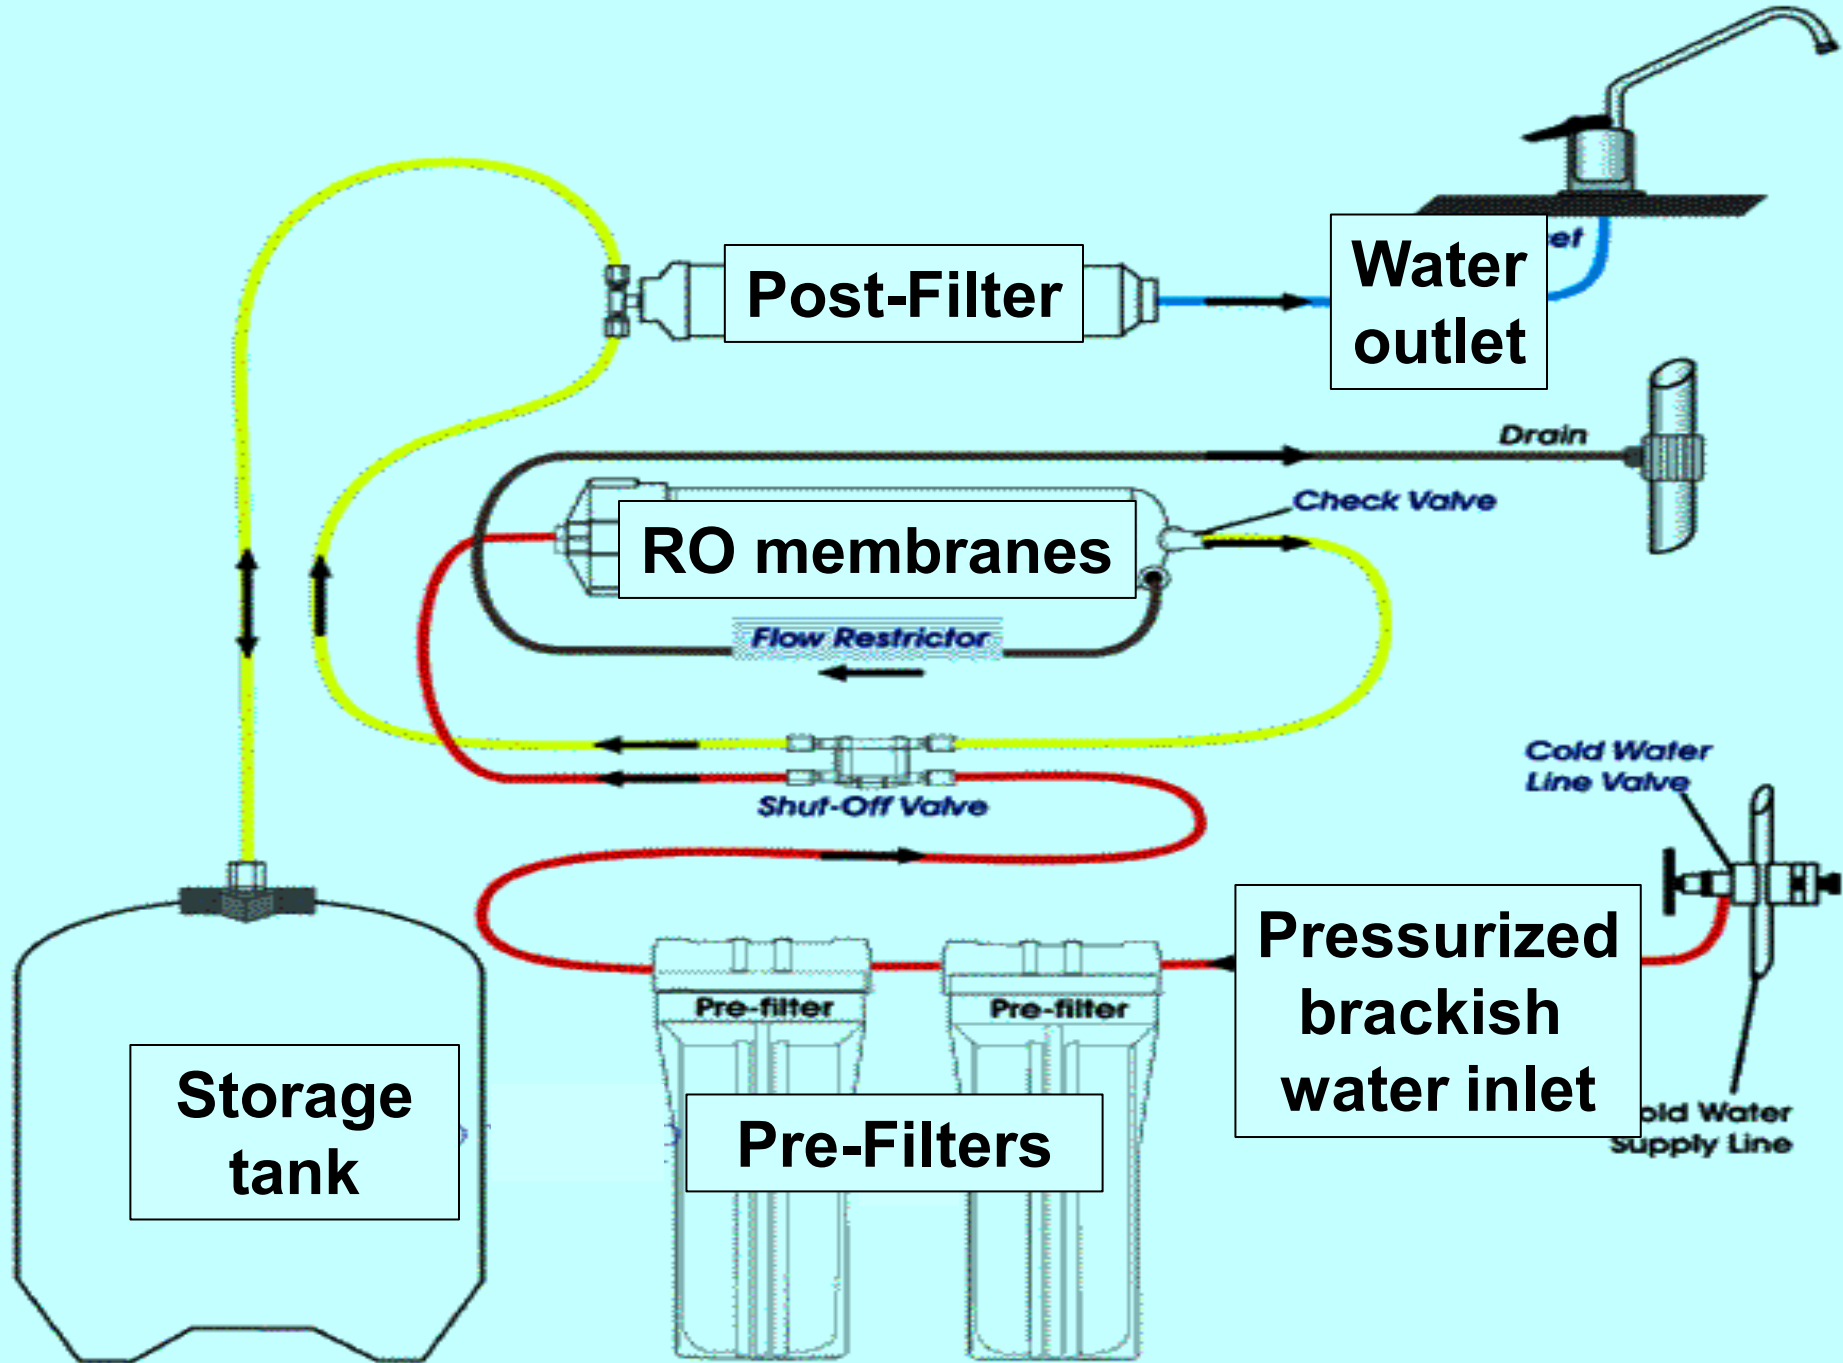 Water
outlet
Post-Filter
Drain
Check Valve
RO membranes
Flow Restrictor
Cold Water
Line Valve
Shut-Off Valve
Pressurized
brackish
water inlet
Pre-filter
Pre-filter
Storage
tank
Pre-Filters
Water
Supply Line